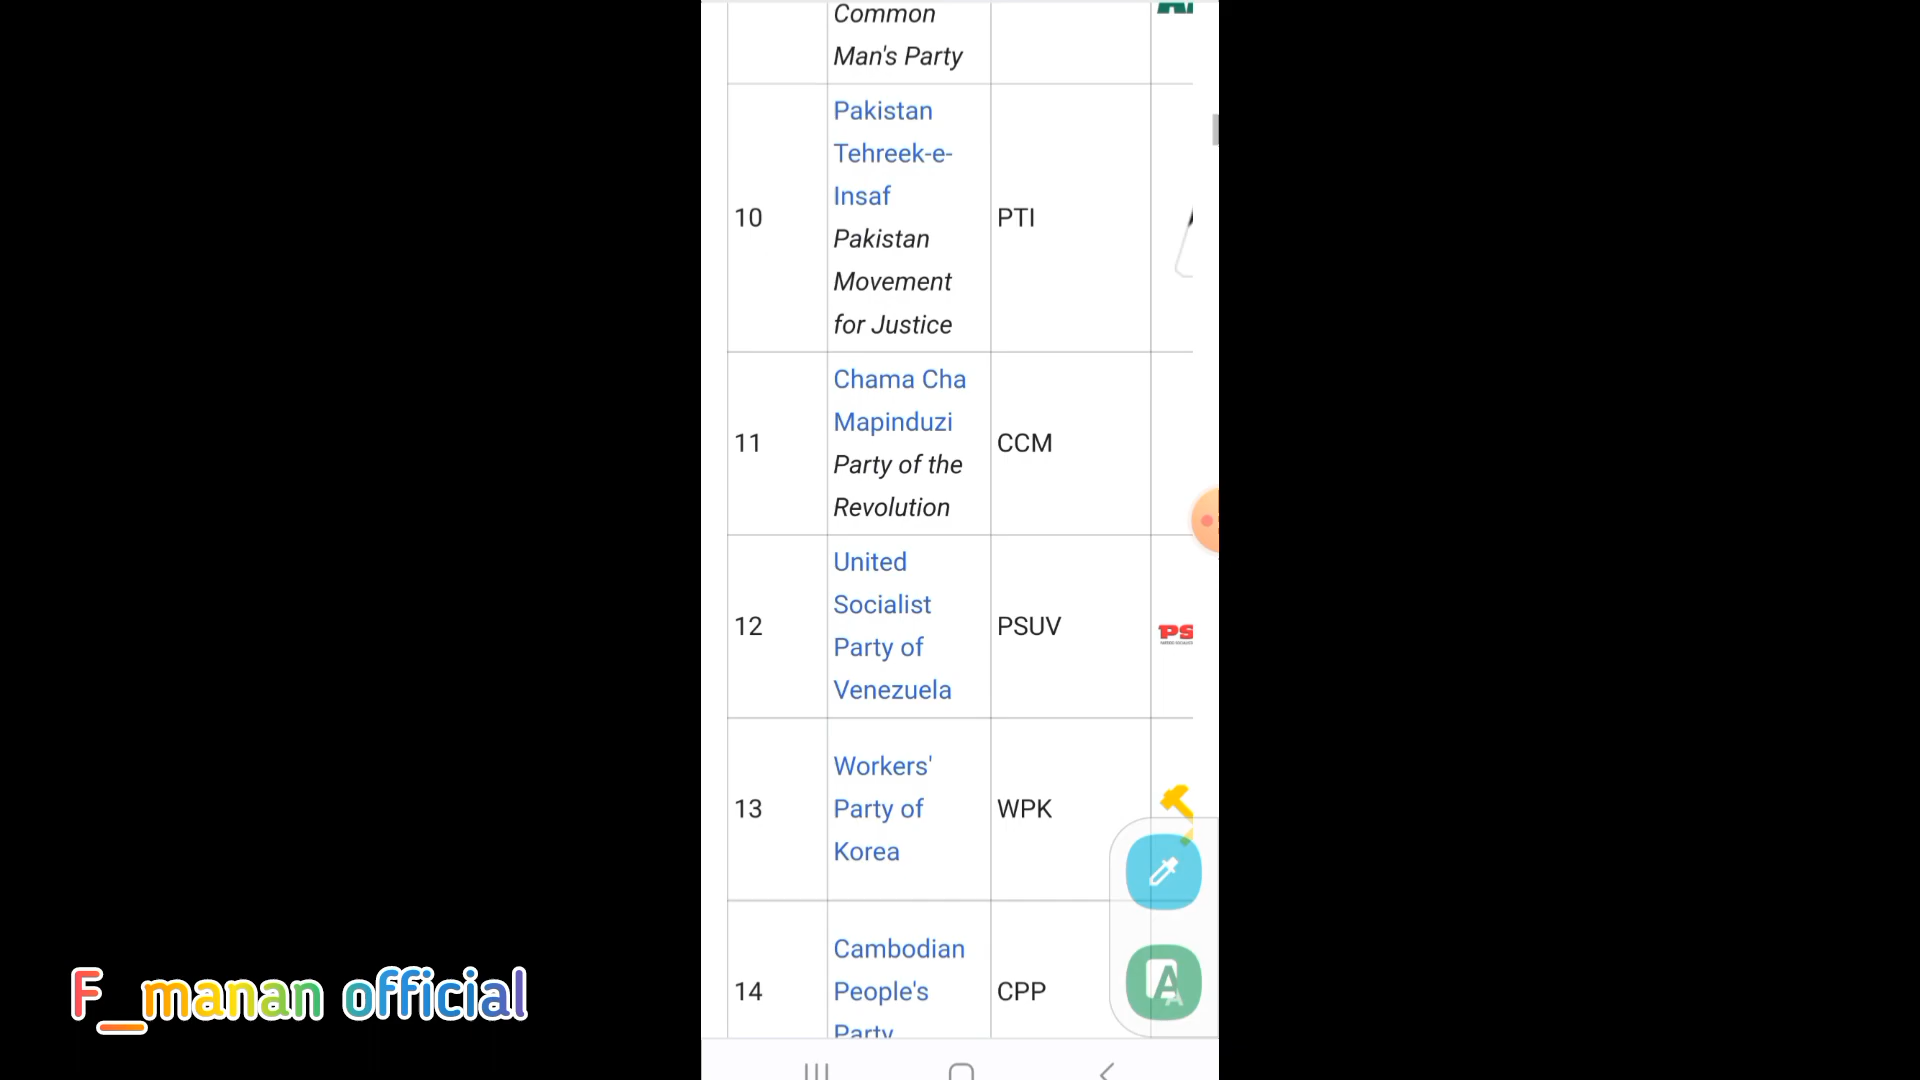 Common
Man's Party
10
Pakistan
Tehreek-e-
Insaf
Pakistan
Movement
for Justice
PTI
11
Chama Cha
Mapinduzi
Party of the
Revolution
CCM
12
United
Socialist
Party of
Venezuela
PSUV
PS
13
Workers'
Party of
Korea
WPK
14
Cambodian
People's
Party
CPP
A
F_manan official